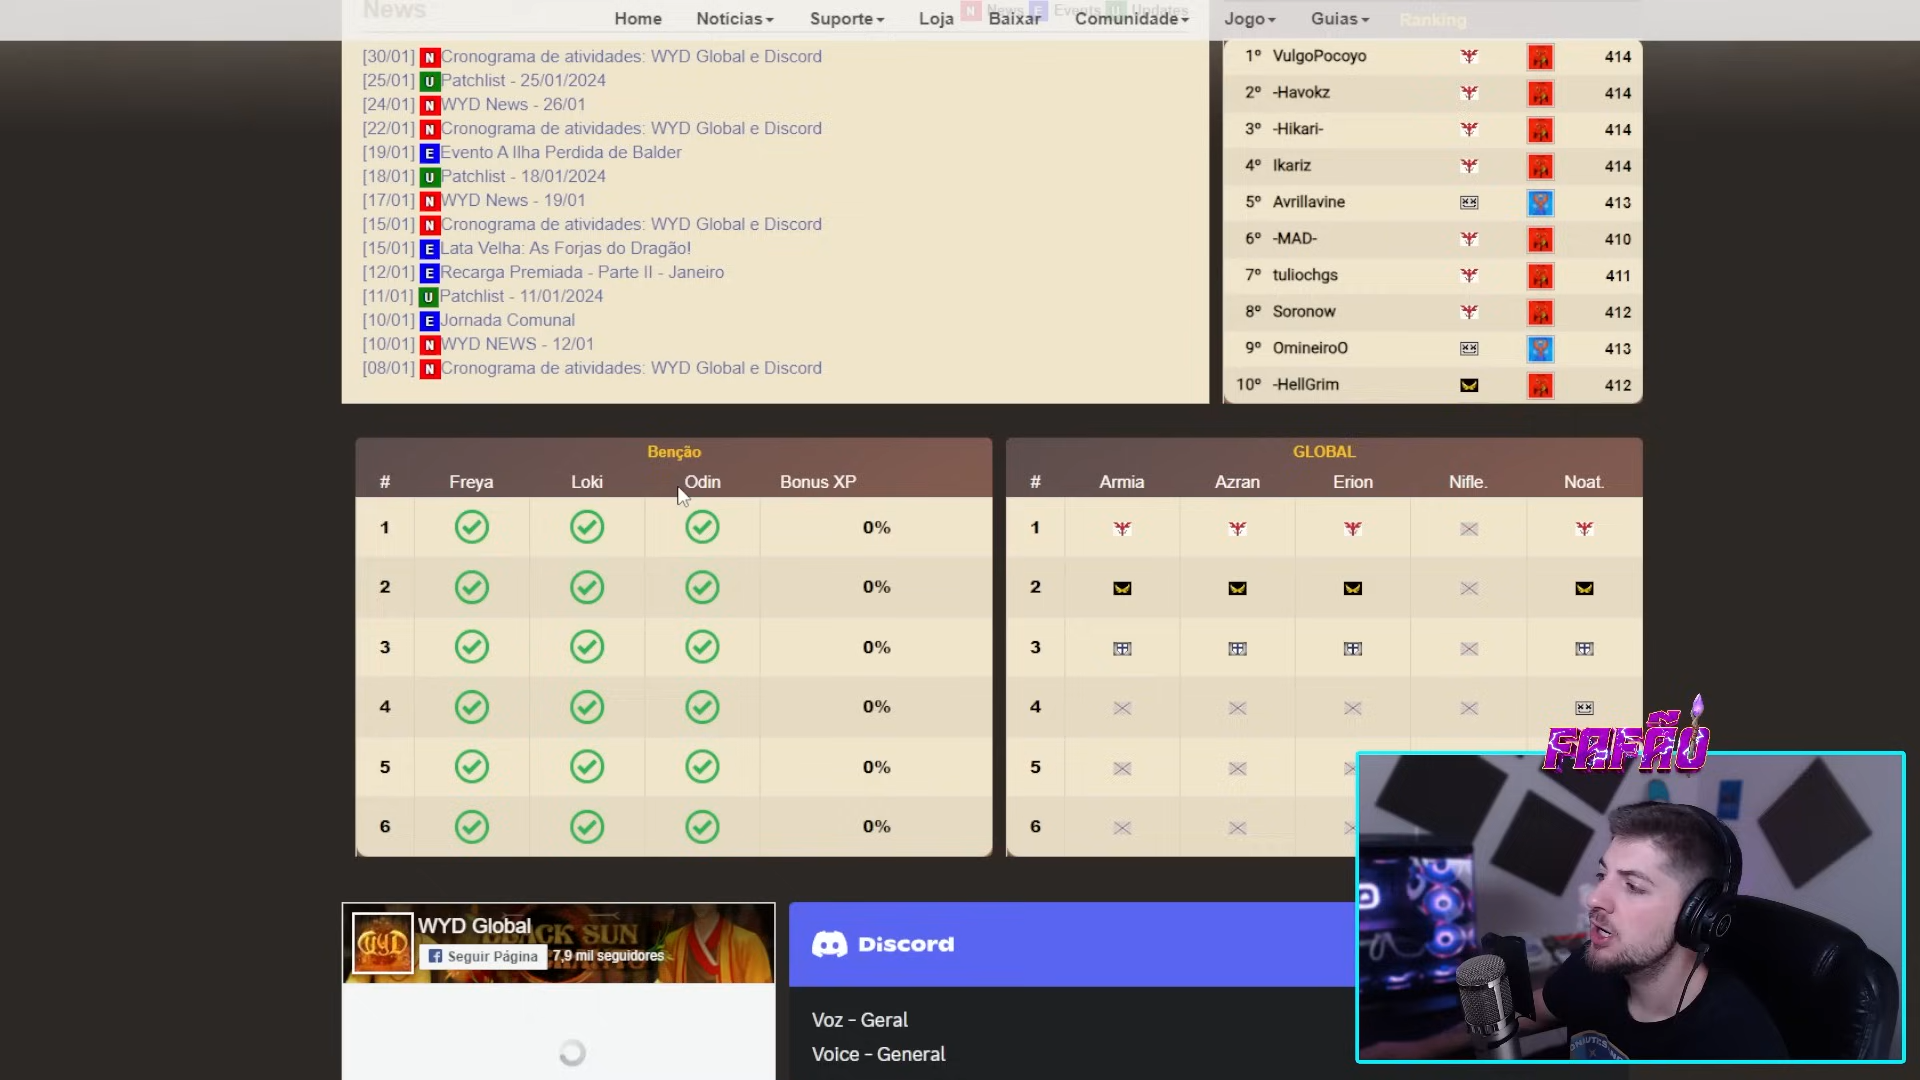 News
N News E Events U Updates
Home Notícias Suporte Loja Baixar Comunidade Jogo Guias
Ranking
[30/01] N Cronograma de atividades: WYD Global e Discord
[25/01] U Patchlist - 25/01/2024
[24/01] N WYD News - 26/01
[22/01] N Cronograma de atividades: WYD Global e Discord
[19/01] E Evento A Ilha Perdida de Balder
[18/01] U Patchlist - 18/01/2024
[17/01] N WYD News - 19/01
[15/01] N Cronograma de atividades: WYD Global e Discord
[15/01] E Lata Velha: As Forjas do Dragão!
[12/01] E Recarga Premiada - Parte II - Janeiro
[11/01] U Patchlist - 11/01/2024
[10/01] E Jornada Comunal
[10/01] N WYD NEWS - 12/01
[08/01] N Cronograma de atividades: WYD Global e Discord
1º VulgoPocoyo 414
2º -Havokz 414
3º -Hikari- 414
4º Ikariz 414
5º Avrillavine 413
6º -MAD- 410
7º tuliochgs 411
8º Soronow 412
9º OmineiroO 413
10º -HellGrim 412
Benção
# Freya Loki Odin Bonus XP
1 0%
2 0%
3 0%
4 0%
5 0%
6 0%
GLOBAL
# Armia Azran Erion Nifle. Noat.
1
2
3
4
5
6
WYD Global
Seguir Página 7,9 mil seguidores
WYD
BLACK SUN
Discord
Voz - Geral
Voice - General
FAFÃU